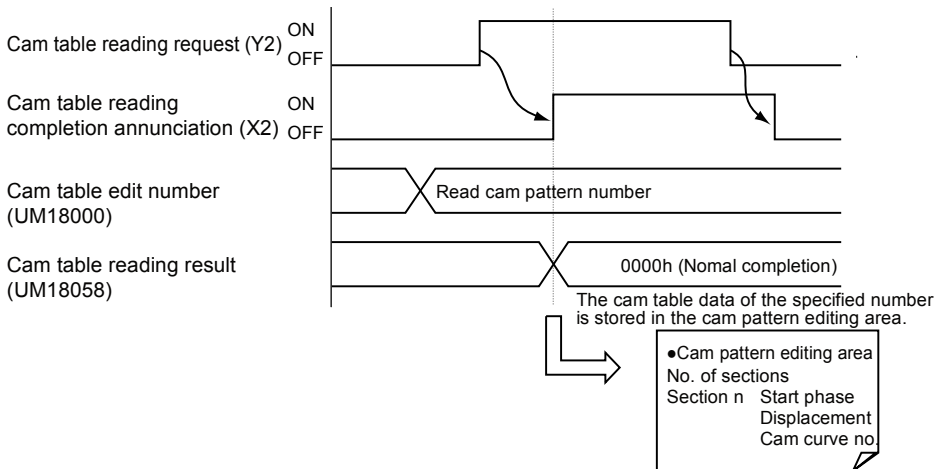 Cam table reading request (Y2) ON
OFF
Cam table reading
completion annunciation (X2) ON
OFF
Cam table edit number
(UM18000)
Read cam pattern number
Cam table reading result
(UM18058)
0000h (Nomal completion)
The cam table data of the specified number
is stored in the cam pattern editing area.
●Cam pattern editing area
No. of sections
Section n Start phase
Displacement
Cam curve no.